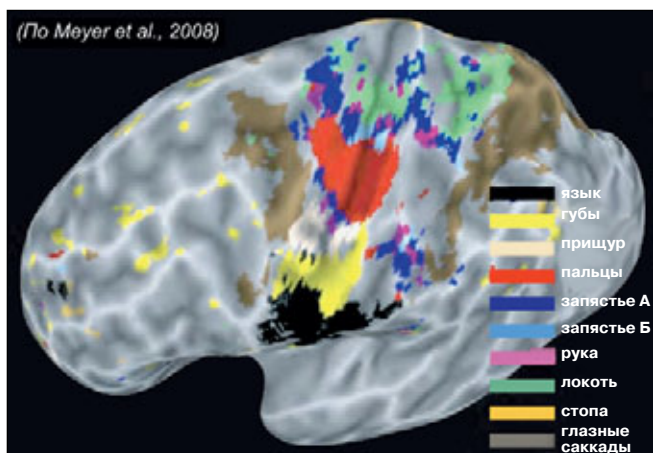 (По Meyer et al., 2008)
язык
губы
прищур
пальцы
запястье А
запястье Б
рука
локоть
стопа
глазные
саккады